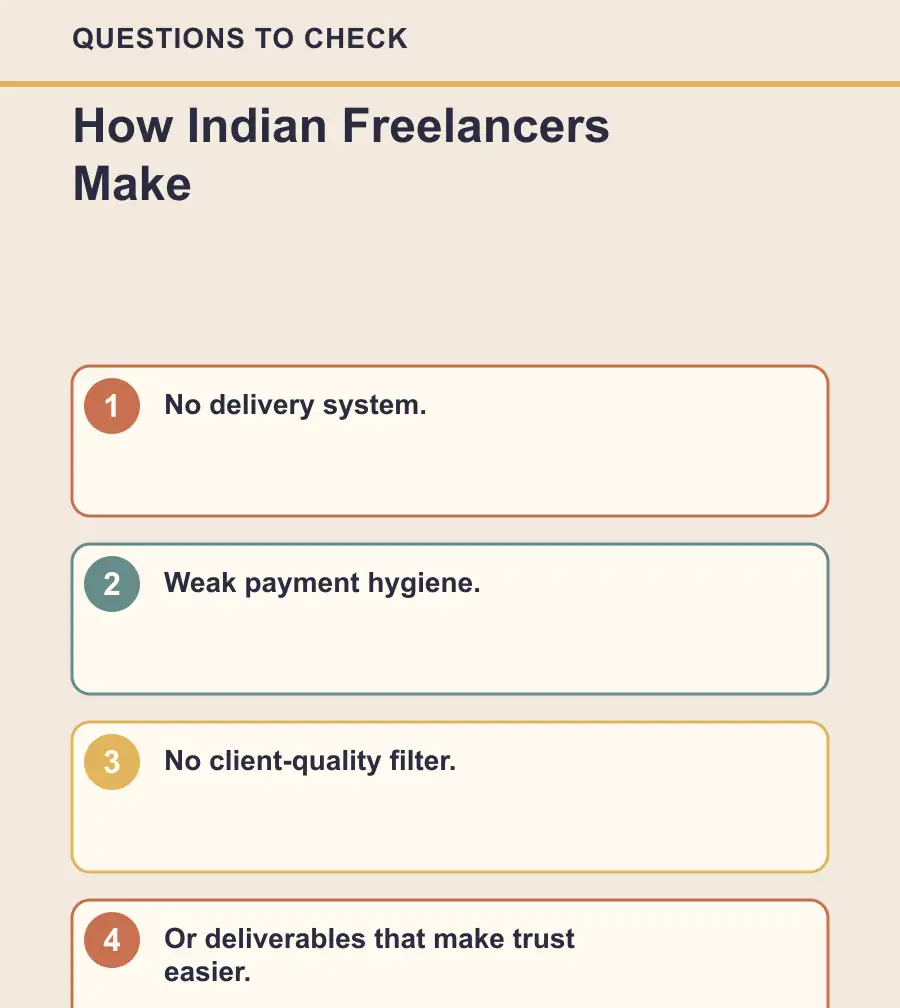 QUESTIONS TO CHECK
How Indian Freelancers
Make
1
No delivery system.
2
Weak payment hygiene.
3
No client-quality filter.
4
Or deliverables that make trust
easier.